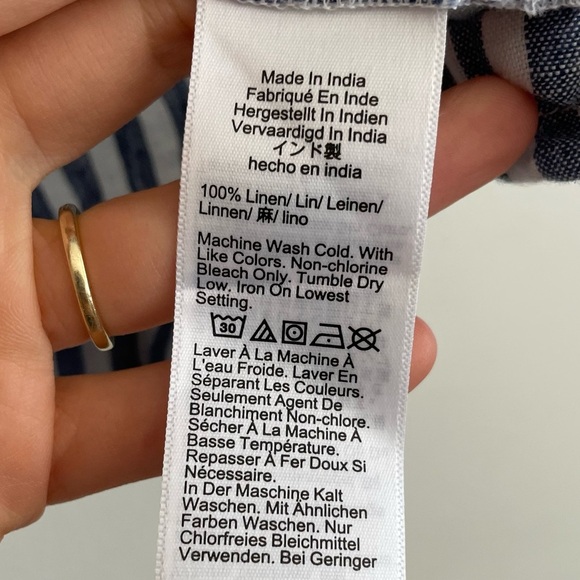 Made In India
Fabriqué En Inde
Hergestellt In Indien
Vervaardigd In India
インド製
hecho en india
100% Linen/ Lin/ Leinen/
Linnen/ 麻/ lino
Machine Wash Cold. With
Like Colors. Non-chlorine
Bleach Only. Tumble Dry
Low. Iron On Lowest
Setting.
30
Laver À La Machine À
L'eau Froide. Laver En
Séparant Les Couleurs.
Seulement Agent De
Blanchiment Non-chlore.
Sécher À La Machine À
Basse Température.
Repasser À Fer Doux Si
Nécessaire.
In Der Maschine Kalt
Waschen. Mit Ähnlichen
Farben Waschen. Nur
Chlorfreies Bleichmittel
Verwenden. Bei Geringer